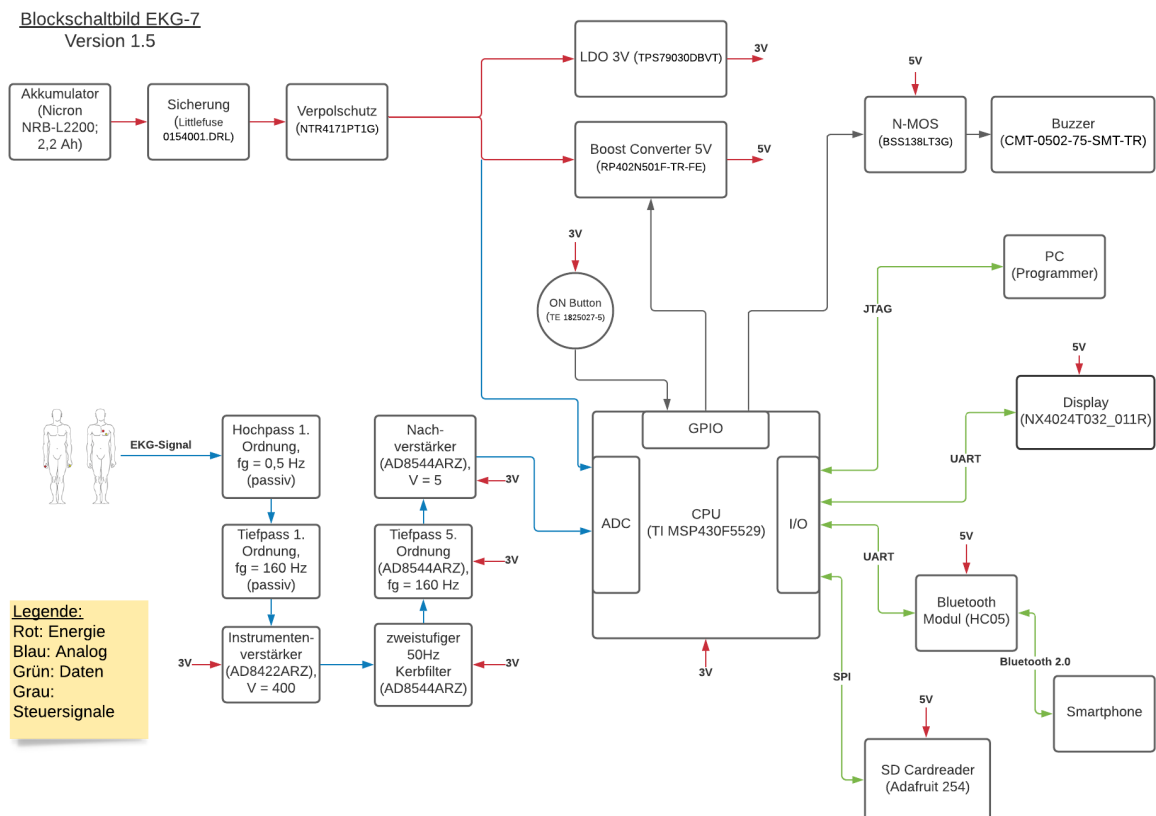 Blockschaltbild EKG-7
Version 1.5
Akkumulator
(Nicron
NRB-L2200;
2,2 Ah)
Sicherung
(Littlefuse
0154001.DRL)
Verpolschutz
(NTR4171PT1G)
LDO 3V (TPS79030DBVT)
3V
Boost Converter 5V
(RP402N501F-TR-FE)
5V
5V
N-MOS
(BSS138LT3G)
Buzzer
(CMT-0502-75-SMT-TR)
3V
ON Button
(TE 1825027-5)
PC
(Programmer)
JTAG
5V
Display
(NX4024T032_011R)
UART
GPIO
ADC
CPU
(TI MSP430F5529)
I/O
3V
EKG-Signal
Hochpass 1.
Ordnung,
fg = 0,5 Hz
(passiv)
Tiefpass 1.
Ordnung,
fg = 160 Hz
(passiv)
3V
Instrumenten-
verstärker
(AD8422ARZ),
V = 400
zweistufiger
50Hz
Kerbfilter
(AD8544ARZ)
3V
Tiefpass 5.
Ordnung
(AD8544ARZ),
fg = 160 Hz
3V
Nach-
verstärker
(AD8544ARZ),
V = 5
3V
UART
5V
Bluetooth
Modul (HC05)
Bluetooth 2.0
Smartphone
SPI
5V
SD Cardreader
(Adafruit 254)
Legende:
Rot: Energie
Blau: Analog
Grün: Daten
Grau:
Steuersignale